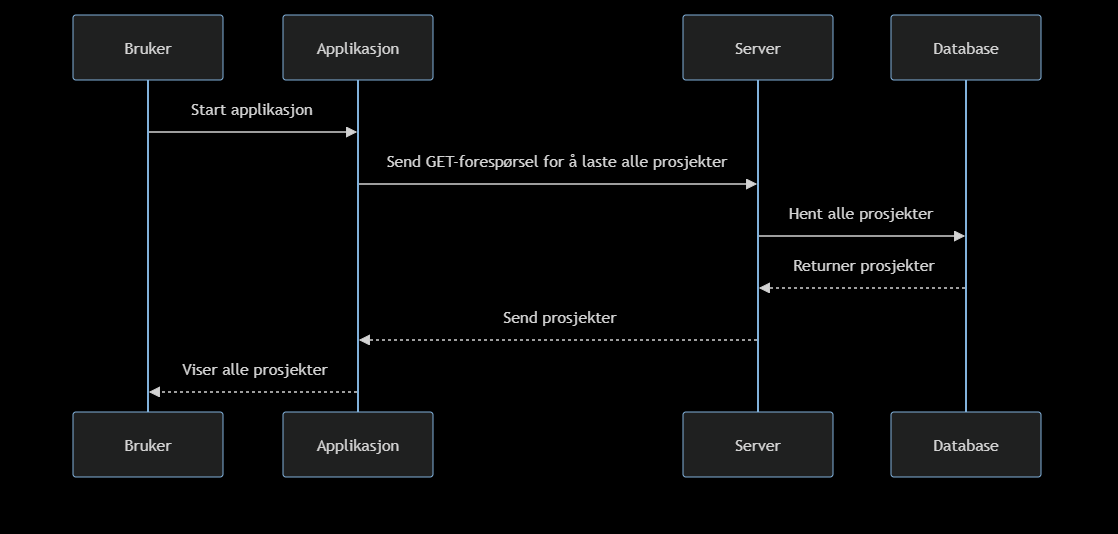 Bruker
Applikasjon
Server
Database
Start applikasjon
Send GET-forespørsel for å laste alle prosjekter
Hent alle prosjekter
Returner prosjekter
Send prosjekter
Viser alle prosjekter
Bruker
Applikasjon
Server
Database